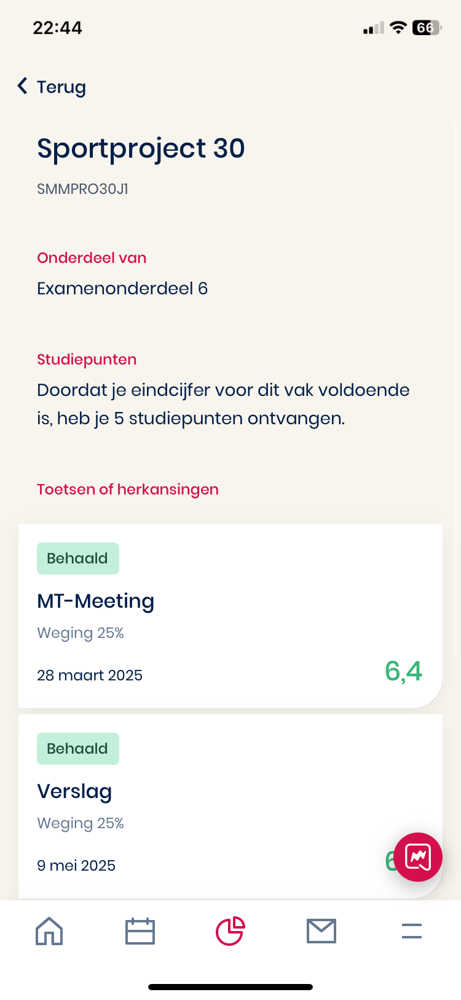 22:44
66
Terug
Sportproject 30
SMMPRO30J1
Onderdeel van
Examenonderdeel 6
Studiepunten
Doordat je eindcijfer voor dit vak voldoende
is, heb je 5 studiepunten ontvangen.
Toetsen of herkansingen
Behaald
MT-Meeting
Weging 25%
28 maart 2025
6,4
Behaald
Verslag
Weging 25%
9 mei 2025